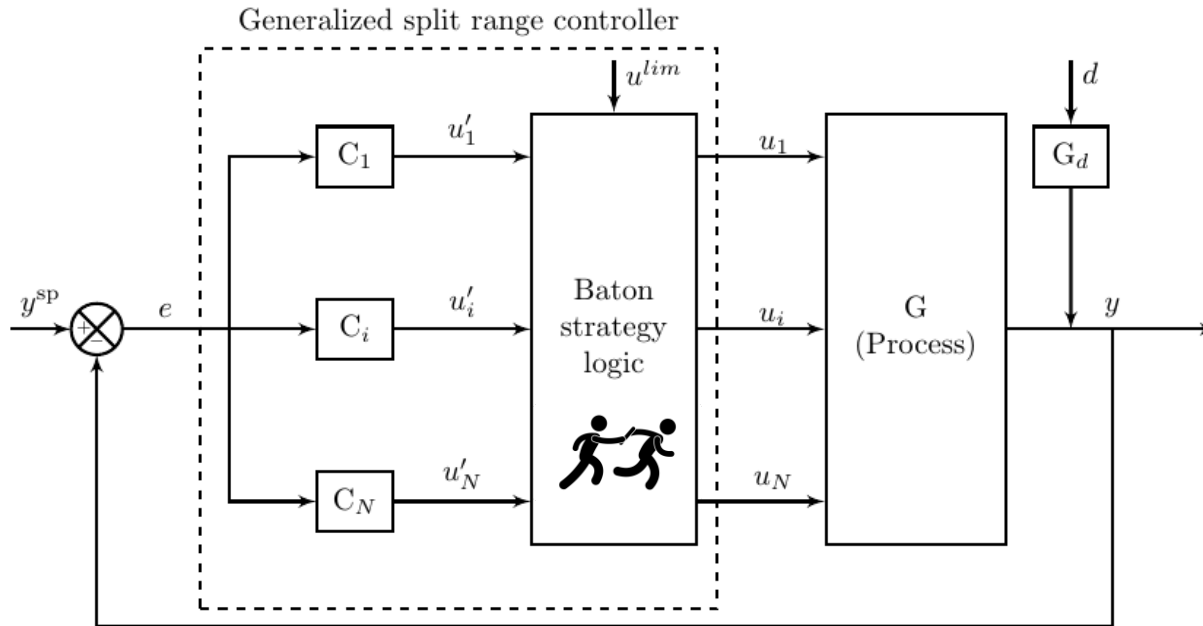 Generalized split range controller
u^{lim}
d
C_1
u'_1
u_1
G_d
y^{sp}
+
−
e
C_i
u'_i
Baton
strategy
logic
u_i
G
(Process)
y
C_N
u'_N
u_N